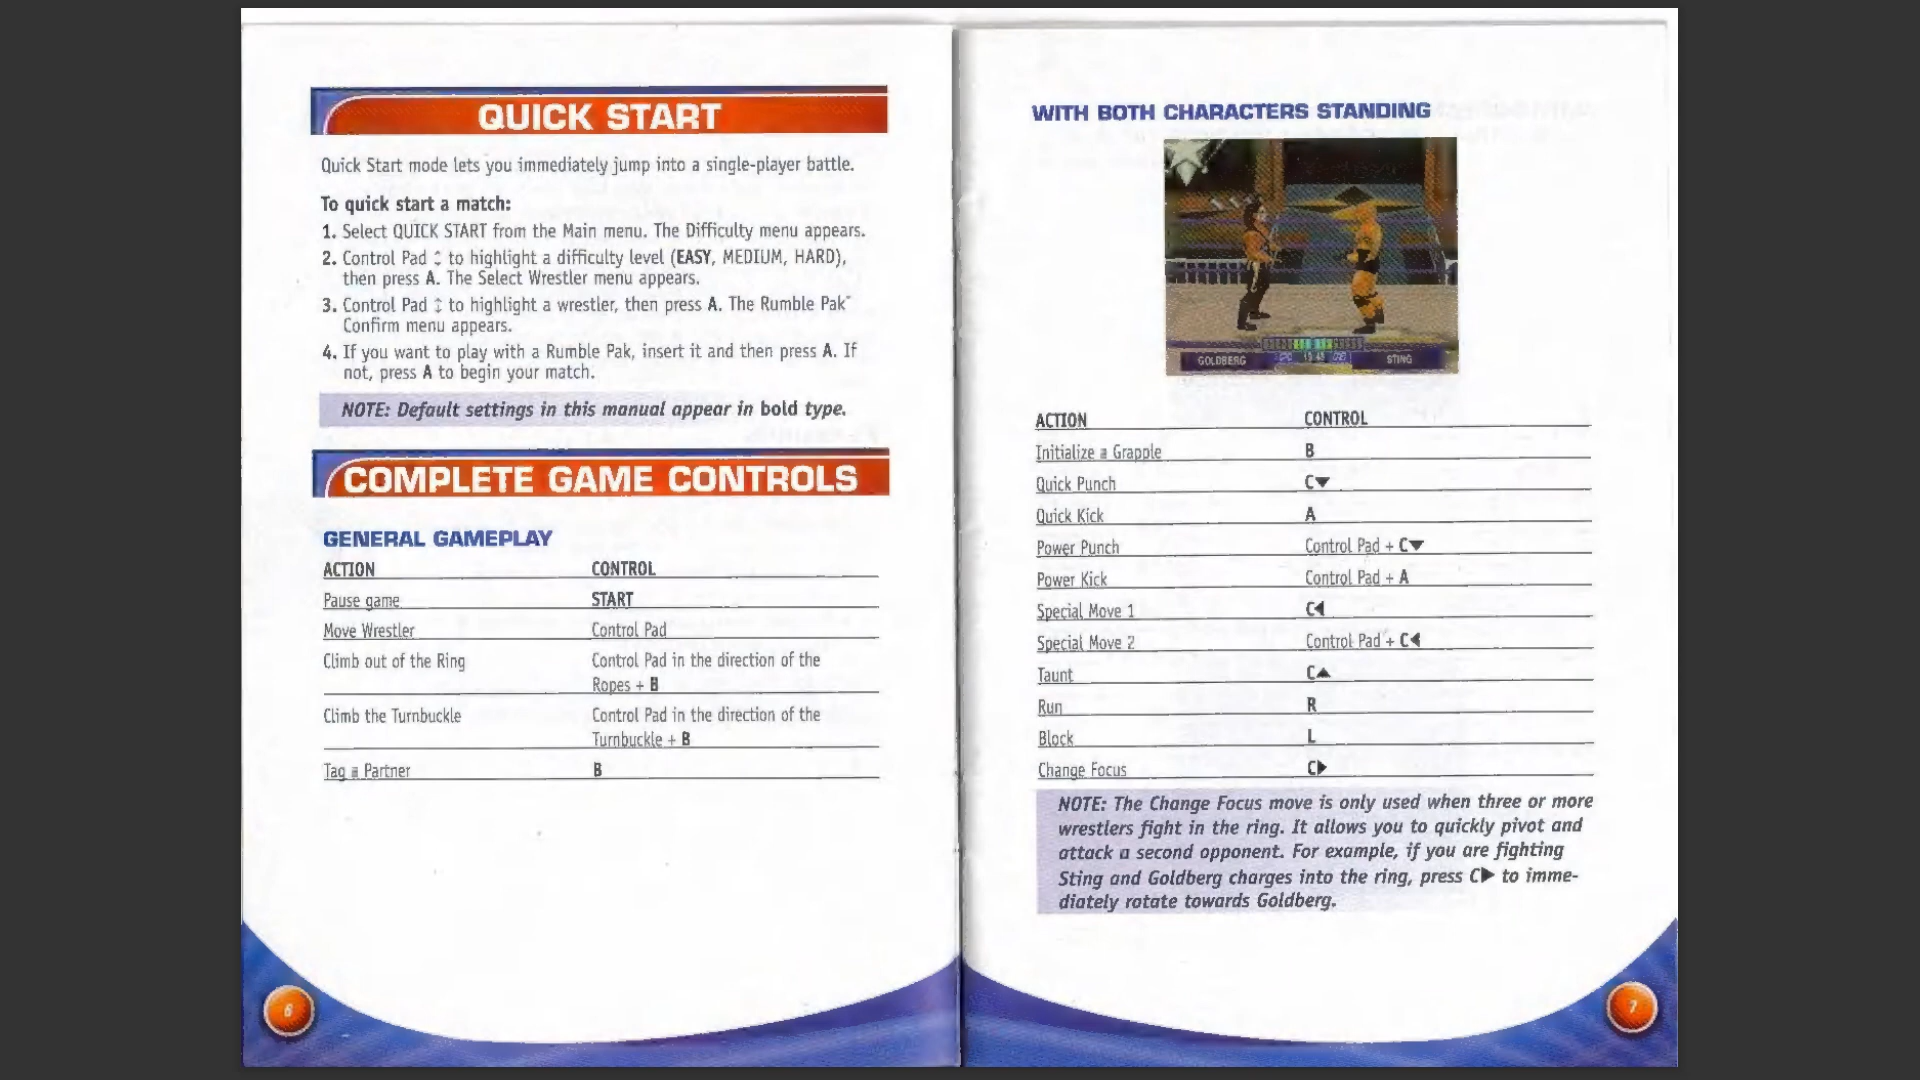 QUICK START
Quick Start mode lets you immediately jump into a single-player battle.
To quick start a match:
1. Select QUICK START from the Main menu. The Difficulty menu appears.
2. Control Pad ↕ to highlight a difficulty level (EASY, MEDIUM, HARD),
then press A. The Select Wrestler menu appears.
3. Control Pad ↕ to highlight a wrestler, then press A. The Rumble Pak
Confirm menu appears.
4. If you want to play with a Rumble Pak, insert it and then press A. If
not, press A to begin your match.
NOTE: Default settings in this manual appear in bold type.
COMPLETE GAME CONTROLS
GENERAL GAMEPLAY
ACTION CONTROL
Pause game START
Move Wrestler Control Pad
Climb out of the Ring Control Pad in the direction of the
Ropes + B
Climb the Turnbuckle Control Pad in the direction of the
Turnbuckle + B
Tag a Partner B
6
WITH BOTH CHARACTERS STANDING
GOLDBERG STING
ACTION CONTROL
Initialize a Grapple B
Quick Punch C▼
Quick Kick A
Power Punch Control Pad + C▼
Power Kick Control Pad + A
Special Move 1 C◀
Special Move 2 Control Pad + C◀
Taunt C▲
Run R
Block L
Change Focus C▶
NOTE: The Change Focus move is only used when three or more
wrestlers fight in the ring. It allows you to quickly pivot and
attack a second opponent. For example, if you are fighting
Sting and Goldberg charges into the ring, press C▶ to imme-
diately rotate towards Goldberg.
7